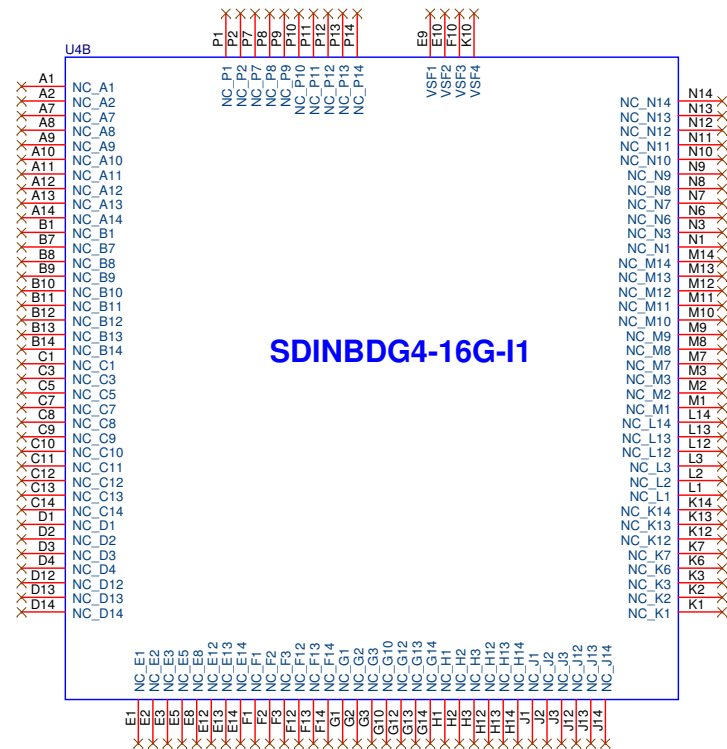 P1 P2 P7 P8 P9 P10 P11 P12 P13 P14 E9 E10 F10 K10
U4B
NC_P1 NC_P2 NC_P7 NC_P8 NC_P9 NC_P10 NC_P11 NC_P12 NC_P13 NC_P14 VSF1 VSF2 VSF3 VSF4
A1 NC_A1
A2 NC_A2
A7 NC_A7
A8 NC_A8
A9 NC_A9
A10 NC_A10
A11 NC_A11
A12 NC_A12
A13 NC_A13
A14 NC_A14
B1 NC_B1
B7 NC_B7
B8 NC_B8
B9 NC_B9
B10 NC_B10
B11 NC_B11
B12 NC_B12
B13 NC_B13
B14 NC_B14
C1 NC_C1
C3 NC_C3
C5 NC_C5
C7 NC_C7
C8 NC_C8
C9 NC_C9
C10 NC_C10
C11 NC_C11
C12 NC_C12
C13 NC_C13
C14 NC_C14
D1 NC_D1
D2 NC_D2
D3 NC_D3
D4 NC_D4
D12 NC_D12
D13 NC_D13
D14 NC_D14
SDINBDG4-16G-I1
NC_N14 N14
NC_N13 N13
NC_N12 N12
NC_N11 N11
NC_N10 N10
NC_N9 N9
NC_N8 N8
NC_N7 N7
NC_N6 N6
NC_N3 N3
NC_N1 N1
NC_M14 M14
NC_M13 M13
NC_M12 M12
NC_M11 M11
NC_M10 M10
NC_M9 M9
NC_M8 M8
NC_M7 M7
NC_M3 M3
NC_M2 M2
NC_M1 M1
NC_L14 L14
NC_L13 L13
NC_L12 L12
NC_L3 L3
NC_L2 L2
NC_L1 L1
NC_K14 K14
NC_K13 K13
NC_K12 K12
NC_K7 K7
NC_K6 K6
NC_K3 K3
NC_K2 K2
NC_K1 K1
NC_E1 NC_E2 NC_E3 NC_E5 NC_E8 NC_E12 NC_E13 NC_E14 NC_F1 NC_F2 NC_F3 NC_F12 NC_F13 NC_F14 NC_G1 NC_G2 NC_G3 NC_G10 NC_G12 NC_G13 NC_G14 NC_H1 NC_H2 NC_H3 NC_H12 NC_H13 NC_H14 NC_J1 NC_J2 NC_J3 NC_J12 NC_J13 NC_J14
E1 E2 E3 E5 E8 E12 E13 E14 F1 F2 F3 F12 F13 F14 G1 G2 G3 G10 G12 G13 G14 H1 H2 H3 H12 H13 H14 J1 J2 J3 J12 J13 J14